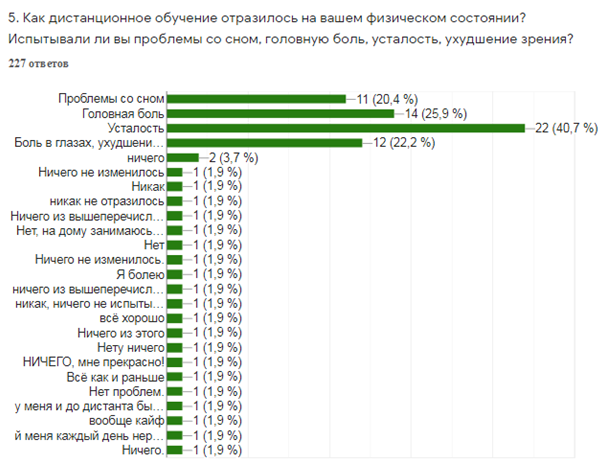 5. Как дистанционное обучение отразилось на вашем физическом состоянии?
Испытывали ли вы проблемы со сном, головную боль, усталость, ухудшение зрения?
227 ответов
Проблемы со сном 11 (20,4 %)
Головная боль 14 (25,9 %)
Усталость 22 (40,7 %)
Боль в глазах, ухудшени… 12 (22,2 %)
ничего 2 (3,7 %)
Ничего не изменилось 1 (1,9 %)
Никак 1 (1,9 %)
никак не отразилось 1 (1,9 %)
Ничего из вышеперечисл… 1 (1,9 %)
Нет, на дому занимаюсь… 1 (1,9 %)
Нет 1 (1,9 %)
Ничего не изменилось. 1 (1,9 %)
Я болею 1 (1,9 %)
ничего из вышеперечисл… 1 (1,9 %)
никак, ничего не испыты… 1 (1,9 %)
всё хорошо 1 (1,9 %)
Ничего из этого 1 (1,9 %)
Нету ничего 1 (1,9 %)
НИЧЕГО, мне прекрасно! 1 (1,9 %)
Всё как и раньше 1 (1,9 %)
Нет проблем. 1 (1,9 %)
у меня и до дистанта бы… 1 (1,9 %)
вообще кайф 1 (1,9 %)
й меня каждый день нер… 1 (1,9 %)
Ничего. 1 (1,9 %)